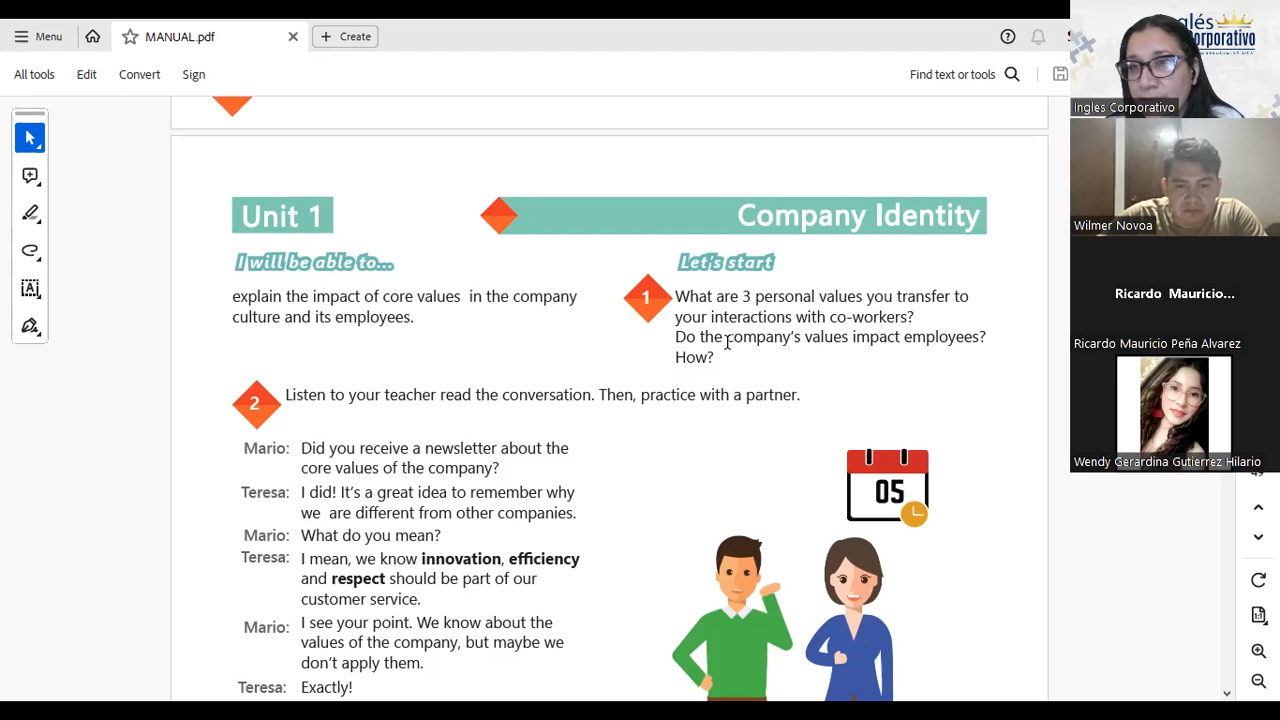 Menu
MANUAL.pdf
Create
All tools
Edit
Convert
Sign
Find text or tools
Unit 1
Company Identity
I will be able to...
explain the impact of core values in the company
culture and its employees.
Let's start
1
What are 3 personal values you transfer to
your interactions with co-workers?
Do the company's values impact employees?
How?
2
Listen to your teacher read the conversation. Then, practice with a partner.
Mario: Did you receive a newsletter about the
core values of the company?
Teresa: I did! It's a great idea to remember why
we are different from other companies.
Mario: What do you mean?
Teresa: I mean, we know innovation, efficiency
and respect should be part of our
customer service.
Mario: I see your point. We know about the
values of the company, but maybe we
don't apply them.
Teresa: Exactly!
05
Ingles Corporativo
Wilmer Novoa
Ricardo Mauricio...
Ricardo Mauricio Peña Alvarez
Wendy Gerardina Gutierrez Hilario